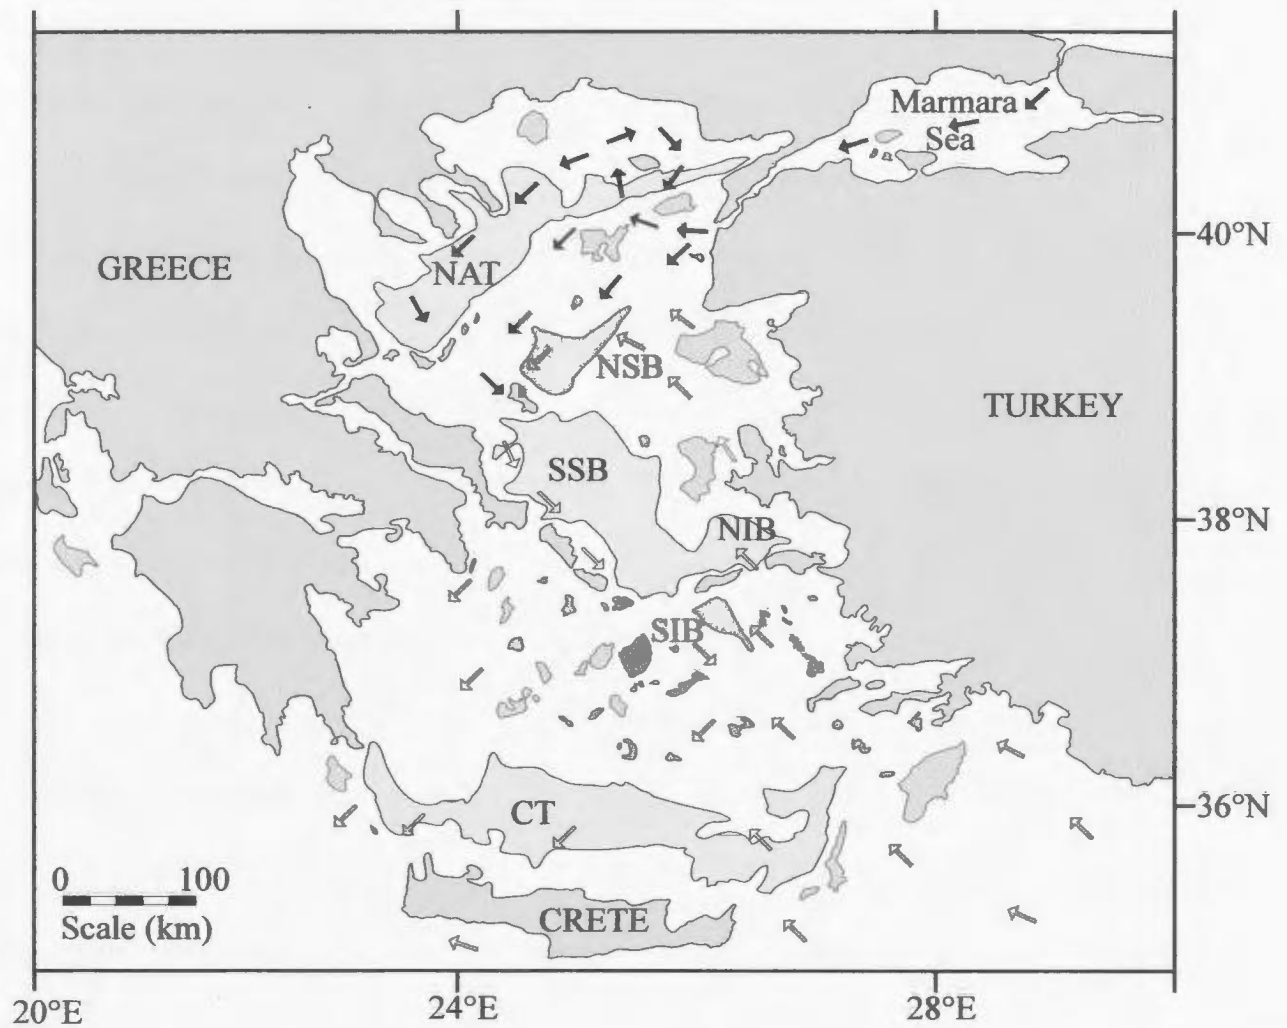 Marmara
Sea
40°N
GREECE
NAT
NSB
TURKEY
SSB
38°N
NIB
SIB
36°N
CT
0 100
Scale (km)
CRETE
20°E
24°E
28°E